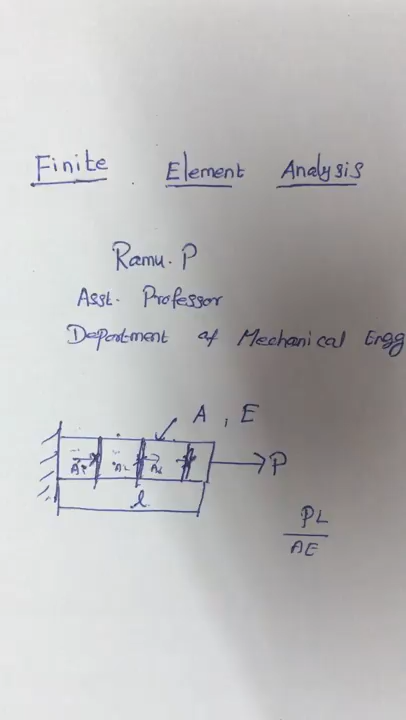 Finite Element Analysis
Ramu. P
Asst. Professor
Department of Mechanical Engg
A , E
P
l
PL
AE